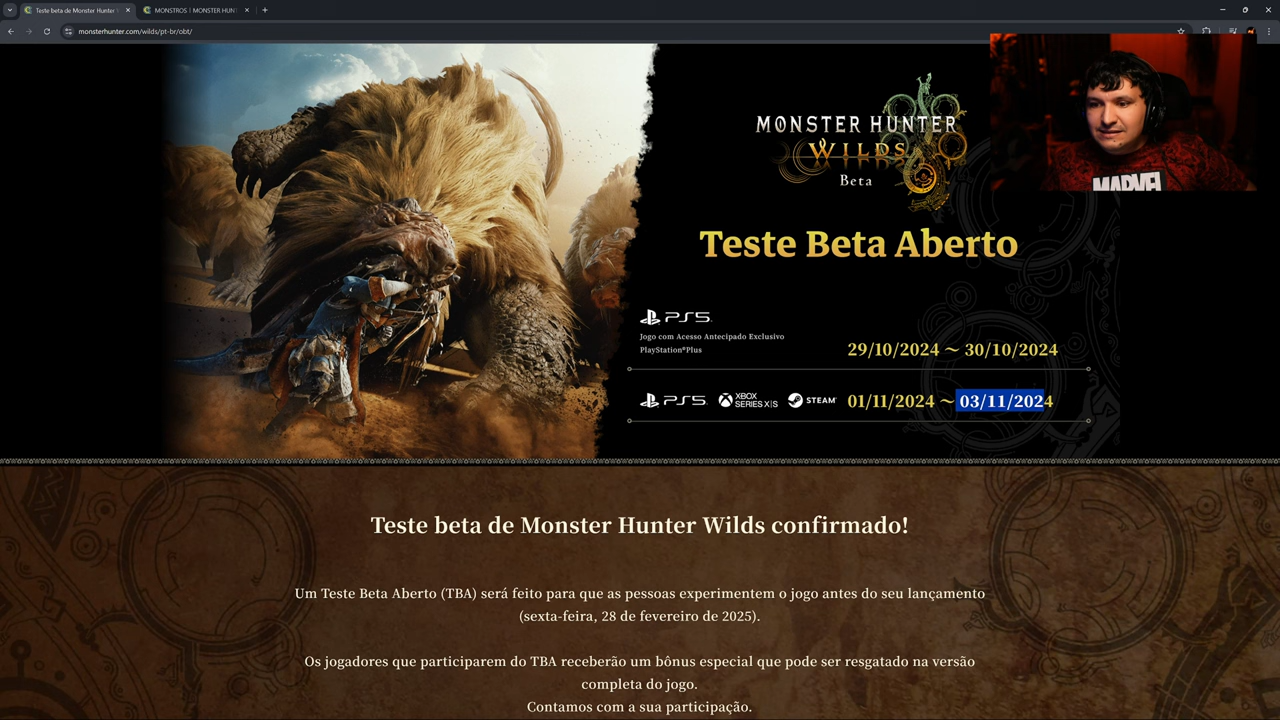 Teste beta de Monster Hunter
MONSTROS | MONSTER HUN
monsterhunter.com/wilds/pt-br/obt/
MONSTER HUNTER
WILDS
Beta
MARVEL
Teste Beta Aberto
PS5
Jogo com Acesso Antecipado Exclusivo
PlayStation®Plus
29/10/2024 ～ 30/10/2024
PS5 XBOX SERIES X|S STEAM 01/11/2024 ～ 03/11/2024
Teste beta de Monster Hunter Wilds confirmado!
Um Teste Beta Aberto (TBA) será feito para que as pessoas experimentem o jogo antes do seu lançamento
(sexta-feira, 28 de fevereiro de 2025).
Os jogadores que participarem do TBA receberão um bônus especial que pode ser resgatado na versão
completa do jogo.
Contamos com a sua participação.